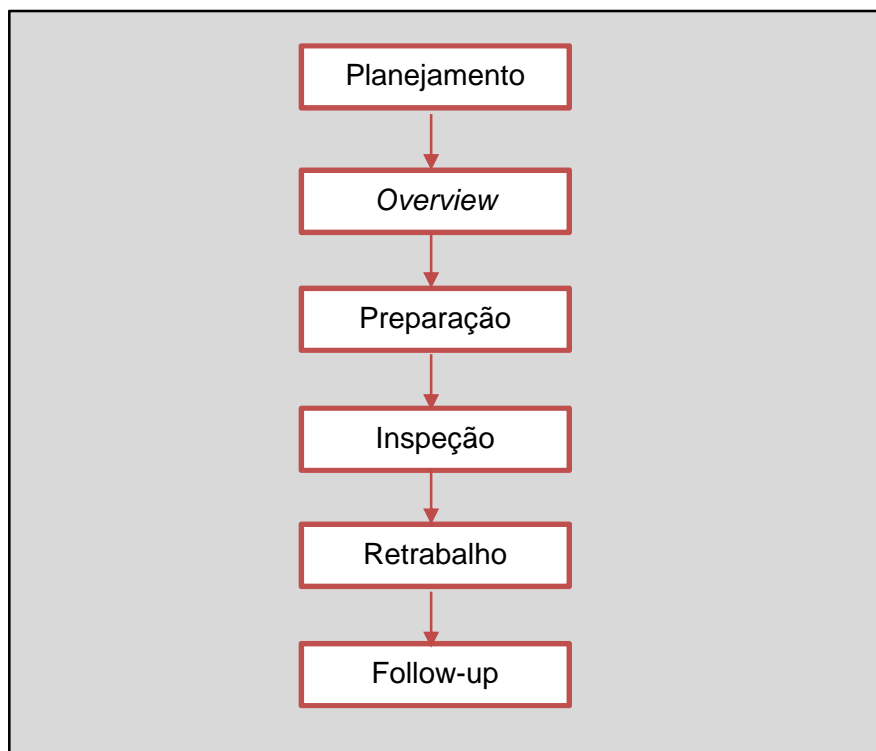 Planejamento
Overview
Preparação
Inspeção
Retrabalho
Follow-up